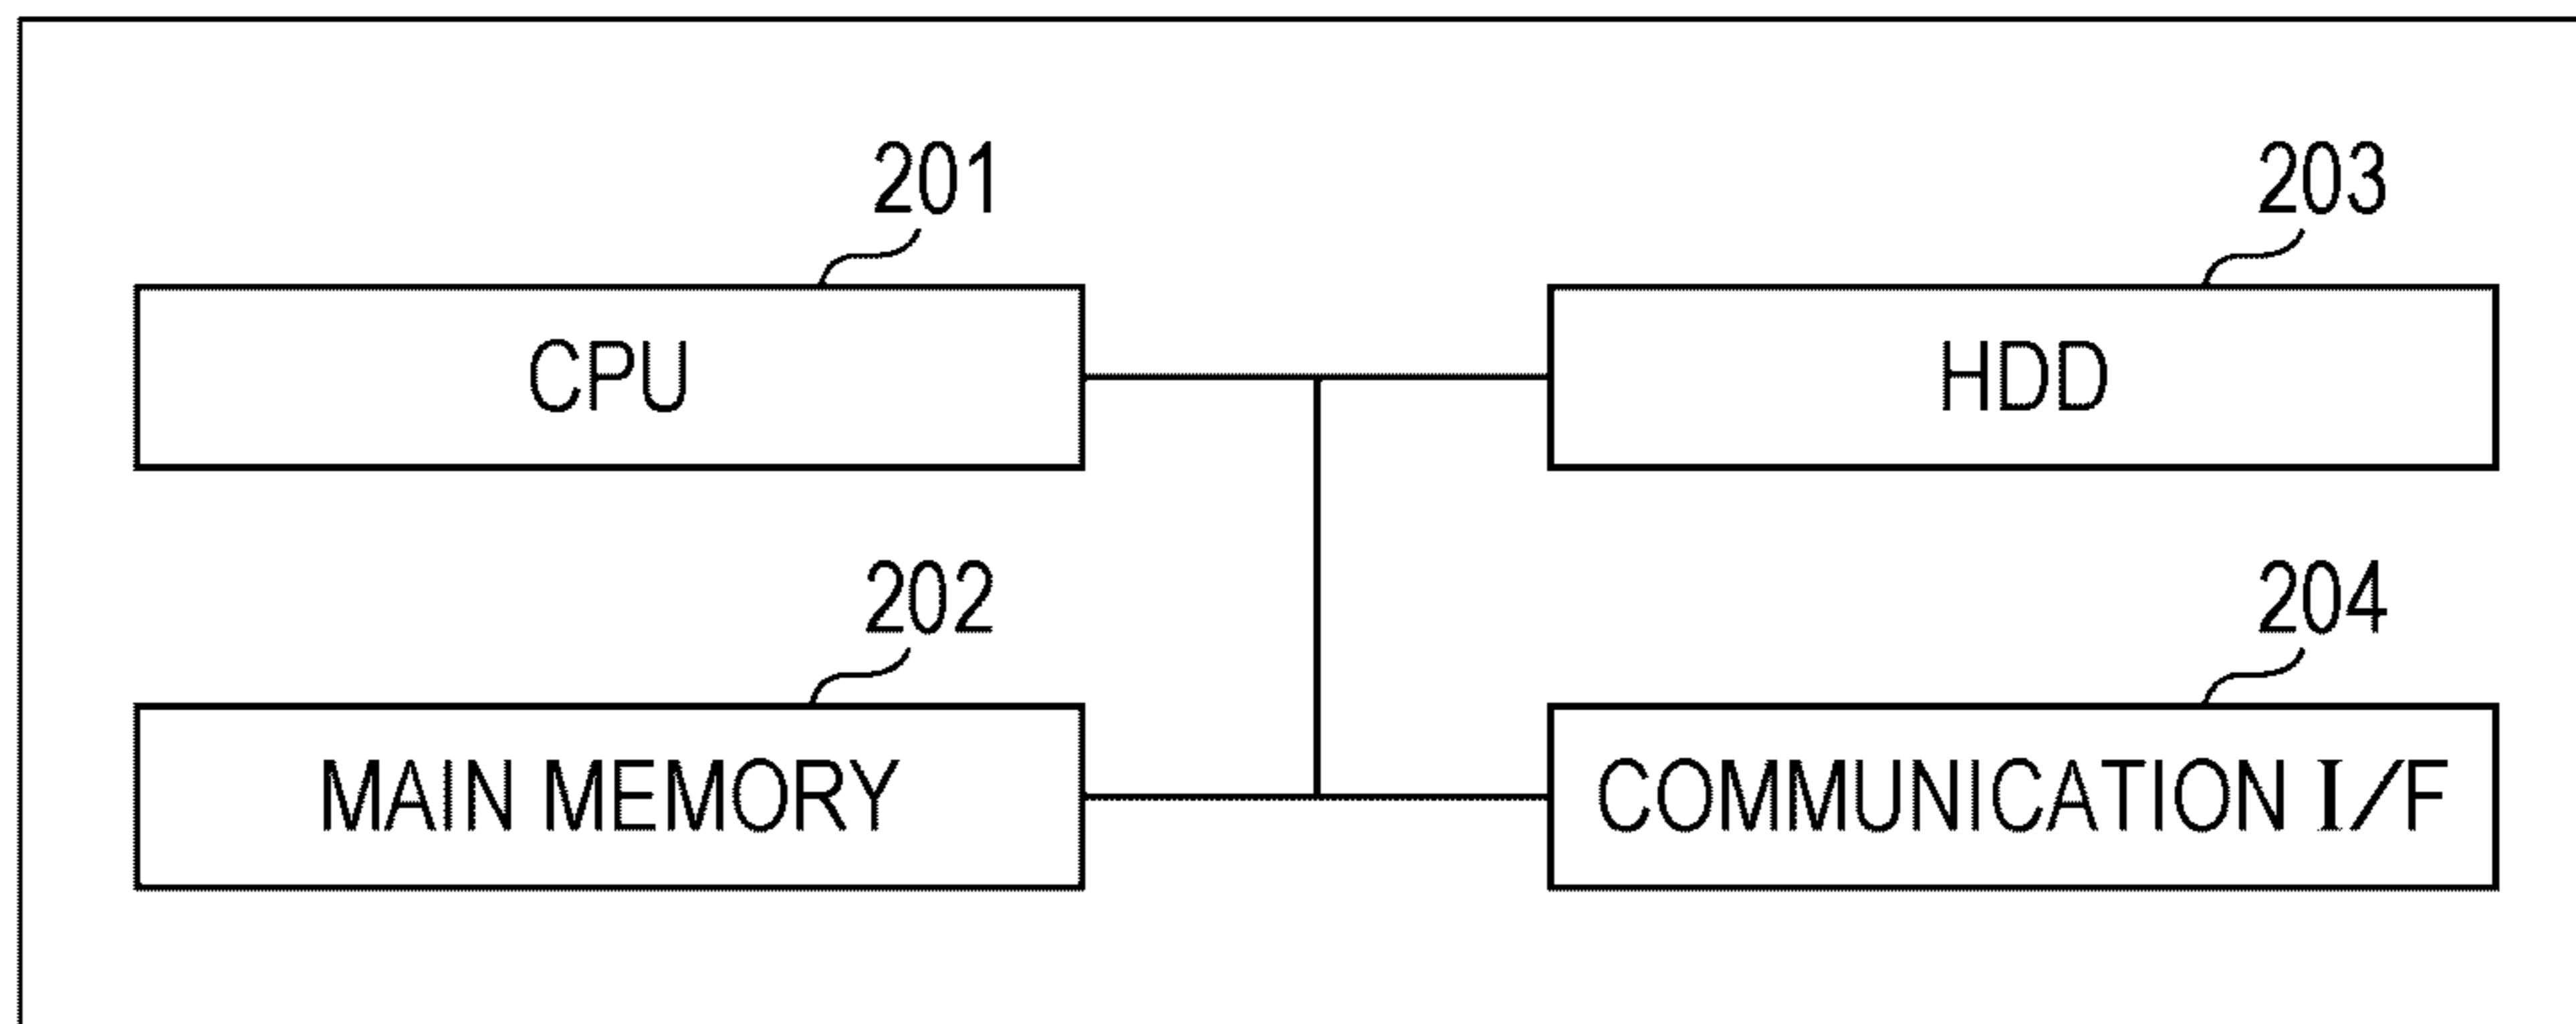 201
203
CPU
HDD
202
204
MAIN MEMORY
COMMUNICATION I/F